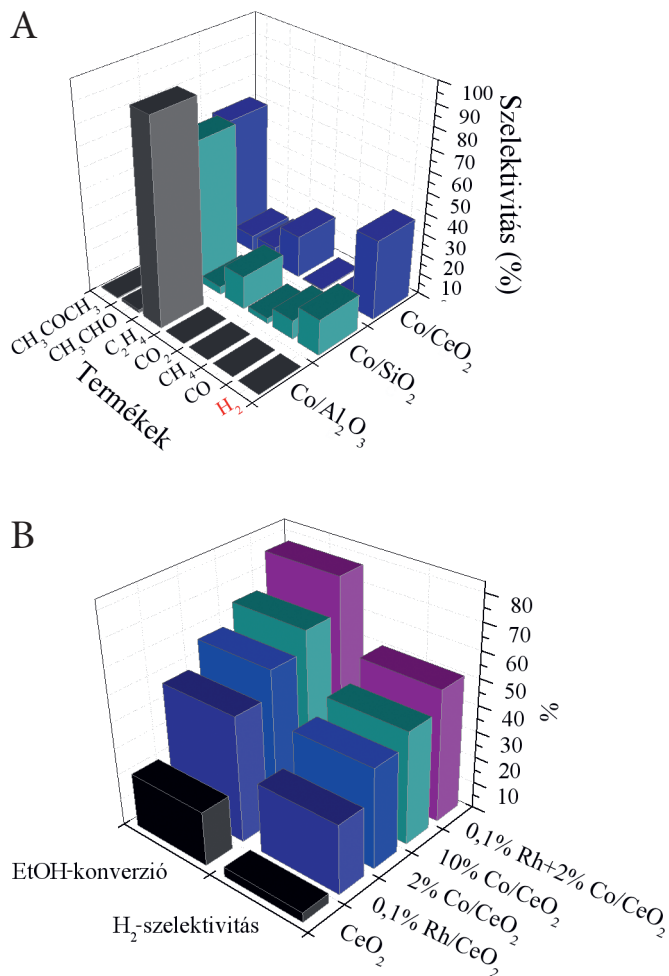 A
100
90
80
70
60
50
40
30
20
10
Szelektivitás (%)
CH₃COCH₃
CH₃CHO
C₂H₄
CO₂
CH₄
CO
H₂
Termékek
Co/CeO₂
Co/SiO₂
Co/Al₂O₃
B
80
70
60
50
40
30
20
10
%
EtOH-konverzió
H₂-szelektivitás
0,1% Rh+2% Co/CeO₂
10% Co/CeO₂
2% Co/CeO₂
0,1% Rh/CeO₂
CeO₂